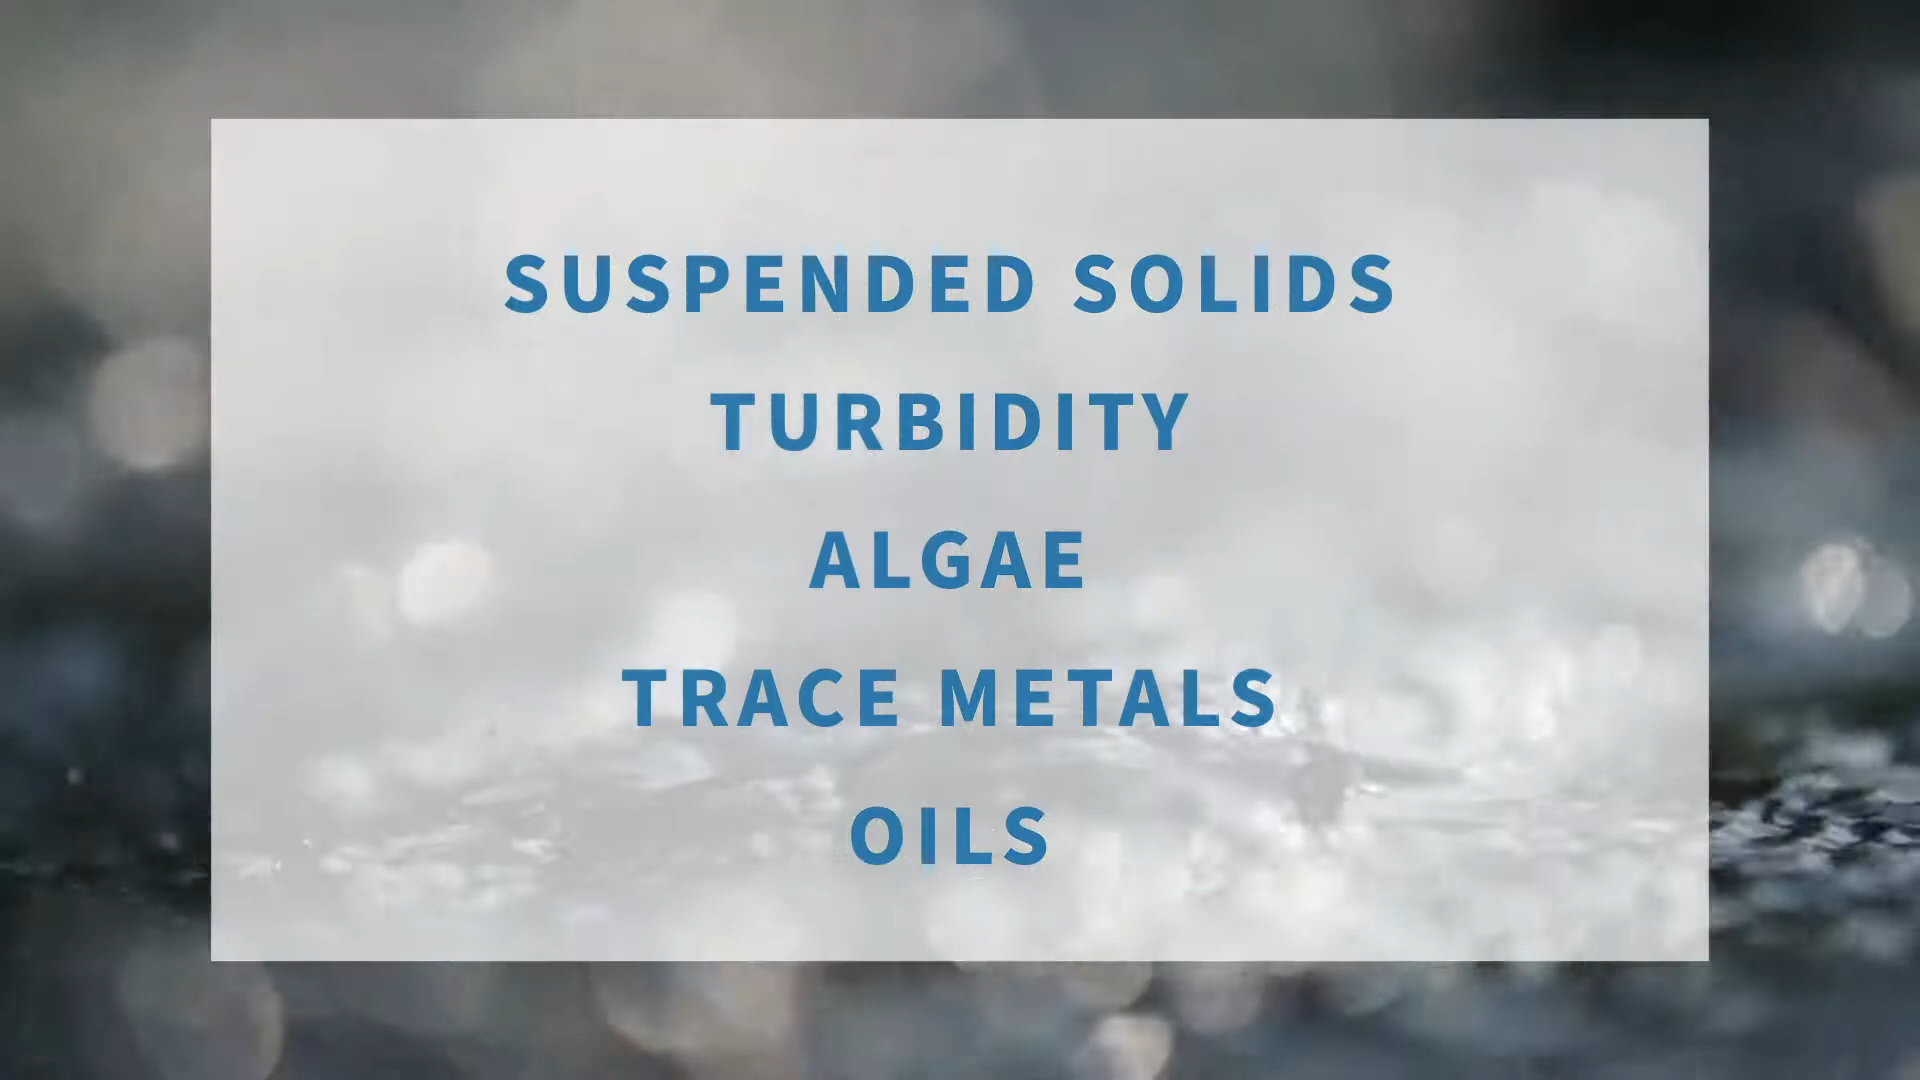 SUSPENDED SOLIDS
TURBIDITY
ALGAE
TRACE METALS
OILS